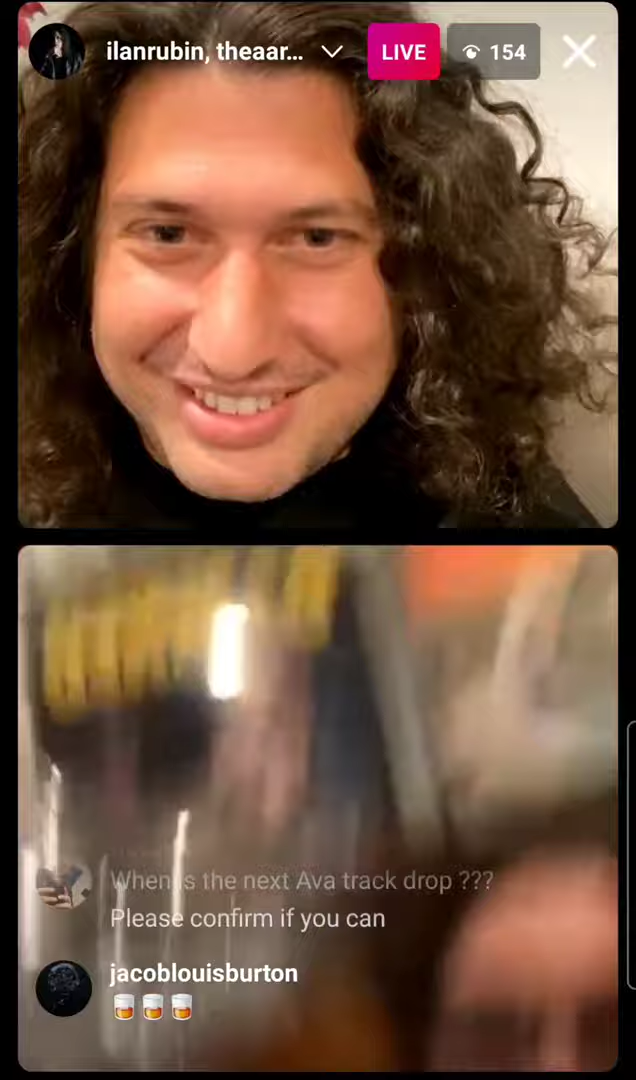 ilanrubin, theaar...
LIVE
154
When is the next Ava track drop ???
Please confirm if you can
jacoblouisburton
🥃🥃🥃